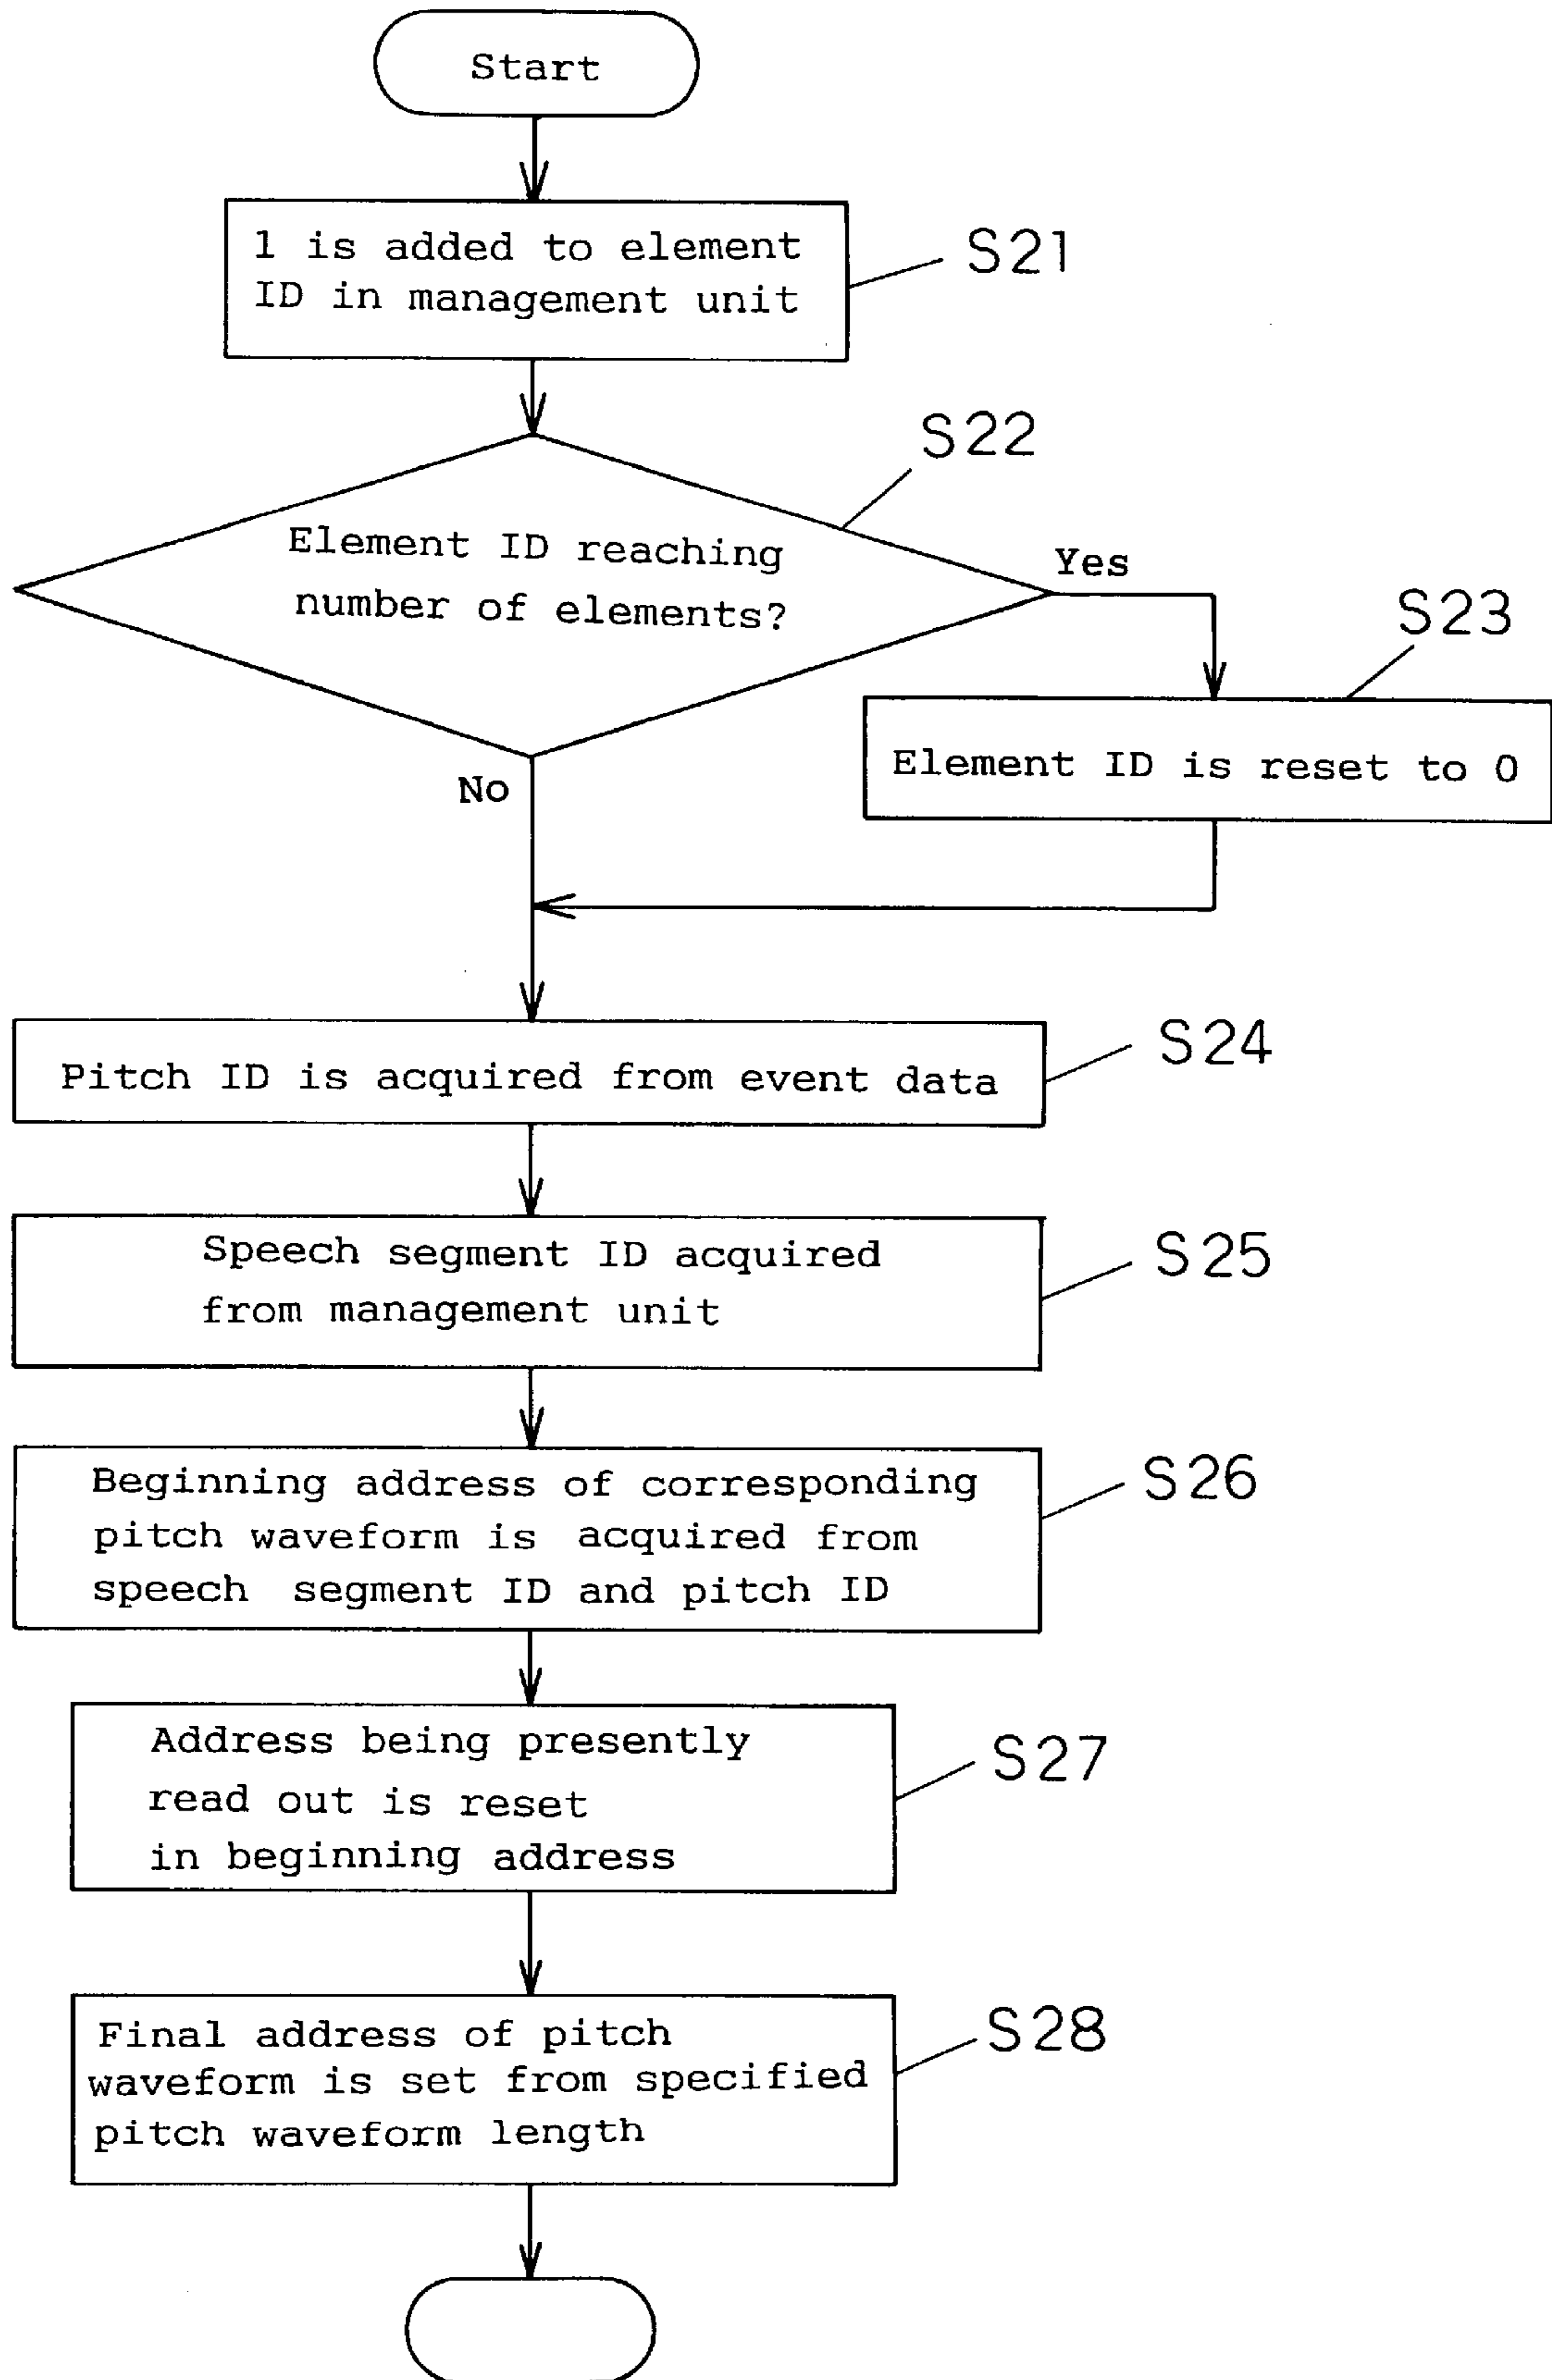 Start
1 is added to element
ID in management unit
S21
S22
Element ID reaching
number of elements?
Yes
S23
Element ID is reset to 0
No
Pitch ID is acquired from event data
S24
Speech segment ID acquired
from management unit
S25
Beginning address of corresponding
pitch waveform is acquired from
speech segment ID and pitch ID
S26
Address being presently
read out is reset
in beginning address
S27
Final address of pitch
waveform is set from specified
pitch waveform length
S28